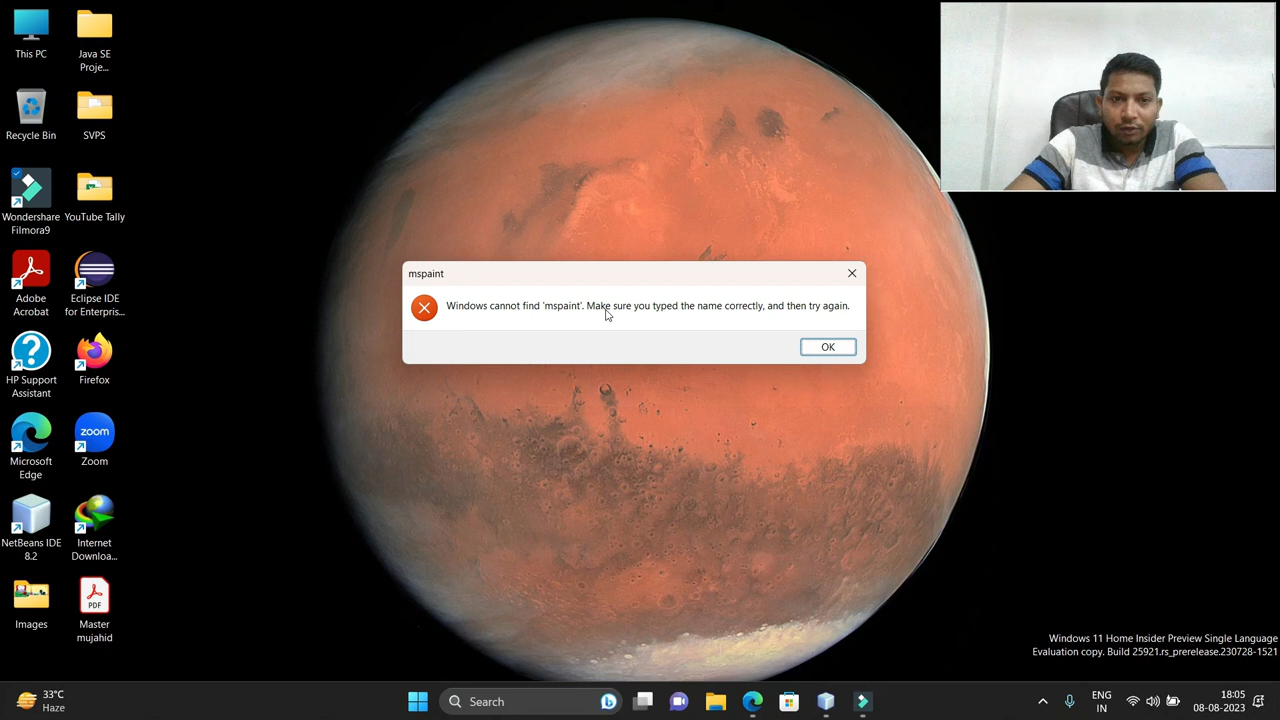 This PC
Java SE
Proje...
Recycle Bin
SVPS
Wondershare
Filmora9
YouTube Tally
Adobe
Acrobat
Eclipse IDE
for Enterpris...
HP Support
Assistant
Firefox
Microsoft
Edge
zoom
Zoom
NetBeans IDE
8.2
Internet
Downloa...
Images
PDF
Master
mujahid
mspaint
Windows cannot find 'mspaint'. Make sure you typed the name correctly, and then try again.
OK
Windows 11 Home Insider Preview Single Language
Evaluation copy. Build 25921.rs_prerelease.230728-1521
33°C
Haze
Search
ENG
IN
18:05
08-08-2023